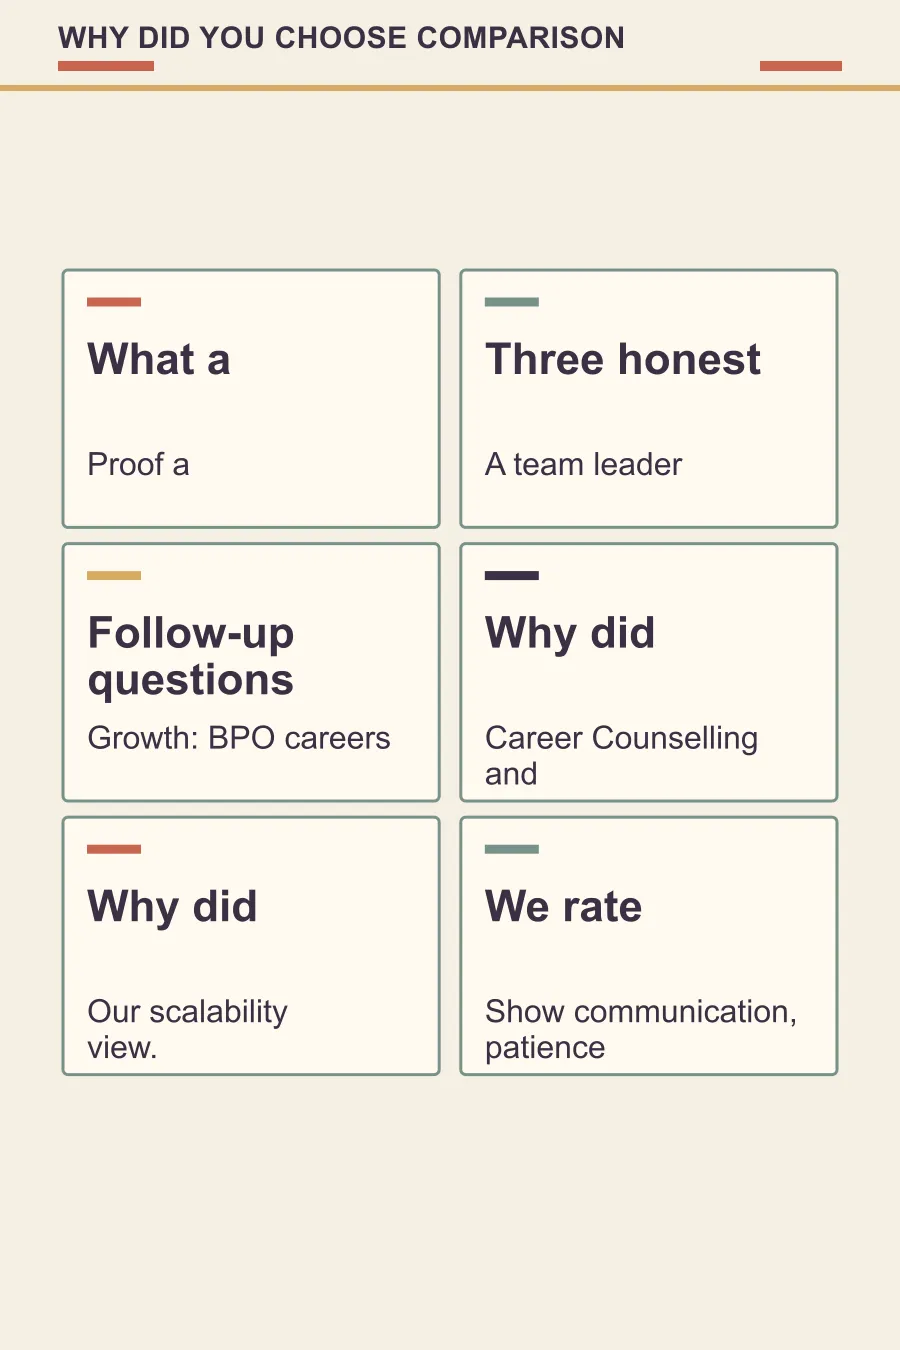 WHY DID YOU CHOOSE COMPARISON
What a
Proof a
Three honest
A team leader
Follow-up
questions
Growth: BPO careers
Why did
Career Counselling
and
Why did
Our scalability
view.
We rate
Show communication,
patience